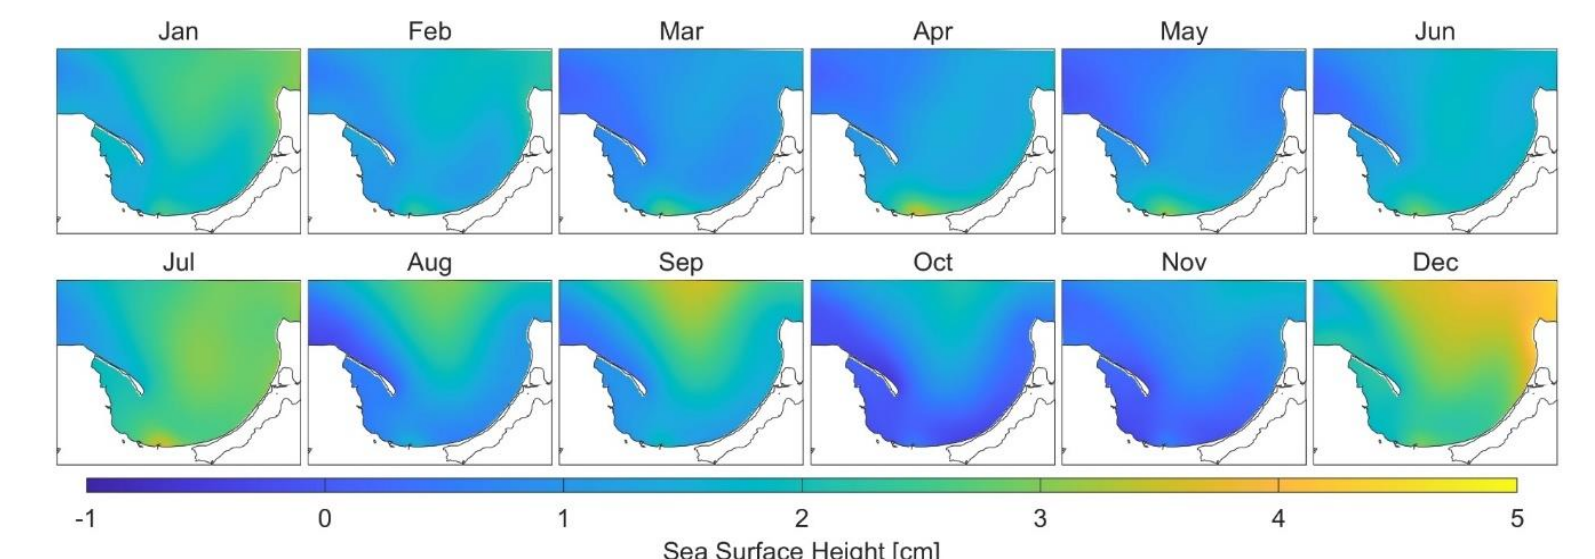 Jan Feb Mar Apr May Jun
Jul Aug Sep Oct Nov Dec
-1 0 1 2 3 4 5
Sea Surface Height [cm]